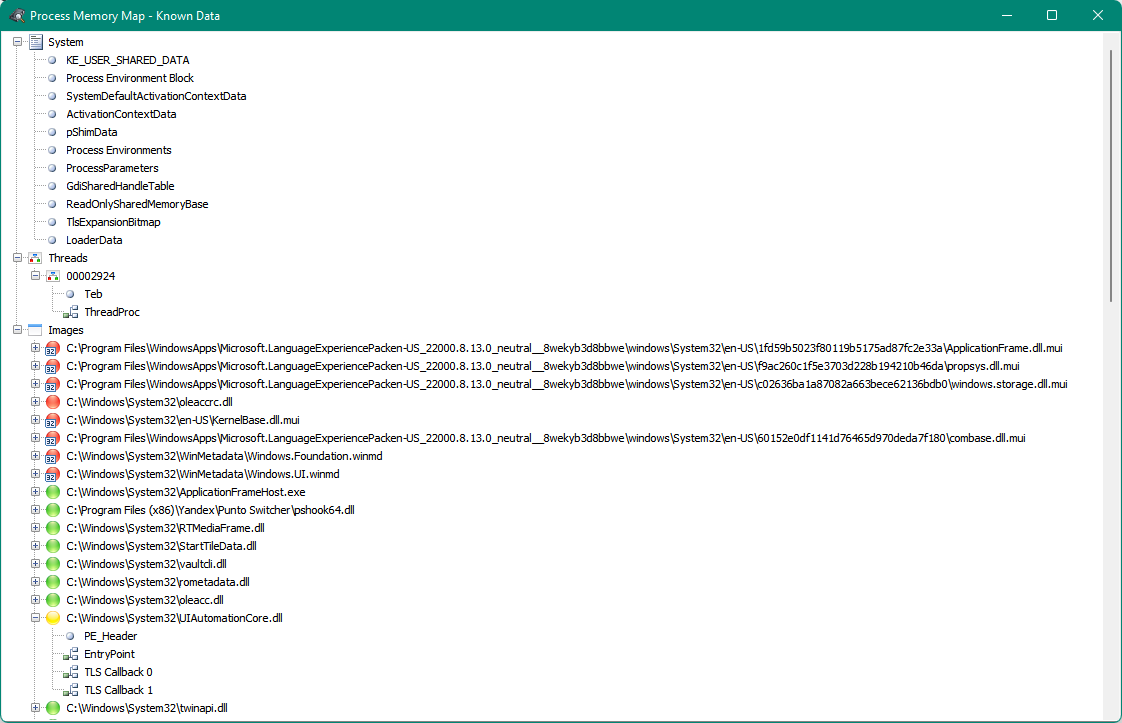 Process Memory Map - Known Data
System
KE_USER_SHARED_DATA
Process Environment Block
SystemDefaultActivationContextData
ActivationContextData
pShimData
Process Environments
ProcessParameters
GdiSharedHandleTable
ReadOnlySharedMemoryBase
TlsExpansionBitmap
LoaderData
Threads
00002924
Teb
ThreadProc
Images
32 C:\Program Files\WindowsApps\Microsoft.LanguageExperiencePacken-US_22000.8.13.0_neutral__8wekyb3d8bbwe\windows\System32\en-US\1fd59b5023f80119b5175ad87fc2e33a\ApplicationFrame.dll.mui
32 C:\Program Files\WindowsApps\Microsoft.LanguageExperiencePacken-US_22000.8.13.0_neutral__8wekyb3d8bbwe\windows\System32\en-US\f9ac260c1f5e3703d228b194210b46da\propsys.dll.mui
32 C:\Program Files\WindowsApps\Microsoft.LanguageExperiencePacken-US_22000.8.13.0_neutral__8wekyb3d8bbwe\windows\System32\en-US\c02636ba1a87082a663bece62136bdb0\windows.storage.dll.mui
C:\Windows\System32\oleaccrc.dll
32 C:\Windows\System32\en-US\KernelBase.dll.mui
32 C:\Program Files\WindowsApps\Microsoft.LanguageExperiencePacken-US_22000.8.13.0_neutral__8wekyb3d8bbwe\windows\System32\en-US\60152e0df1141d76465d970deda7f180\combase.dll.mui
32 C:\Windows\System32\WinMetadata\Windows.Foundation.winmd
32 C:\Windows\System32\WinMetadata\Windows.UI.winmd
C:\Windows\System32\ApplicationFrameHost.exe
C:\Program Files (x86)\Yandex\Punto Switcher\pshook64.dll
C:\Windows\System32\RTMediaFrame.dll
C:\Windows\System32\StartTileData.dll
C:\Windows\System32\vaultcli.dll
C:\Windows\System32\rometadata.dll
C:\Windows\System32\oleacc.dll
C:\Windows\System32\UIAutomationCore.dll
PE_Header
EntryPoint
TLS Callback 0
TLS Callback 1
C:\Windows\System32\twinapi.dll